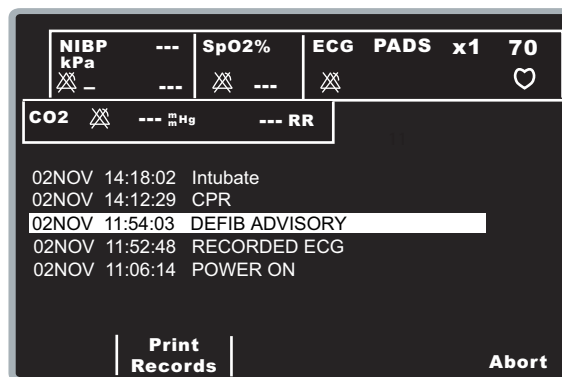 NIBP --- SpO2% ECG PADS x1 70
kPa
– --- ---
CO2 --- mmHg --- RR
02NOV 14:18:02 Intubate
02NOV 14:12:29 CPR
02NOV 11:54:03 DEFIB ADVISORY
02NOV 11:52:48 RECORDED ECG
02NOV 11:06:14 POWER ON
Print
Records Abort